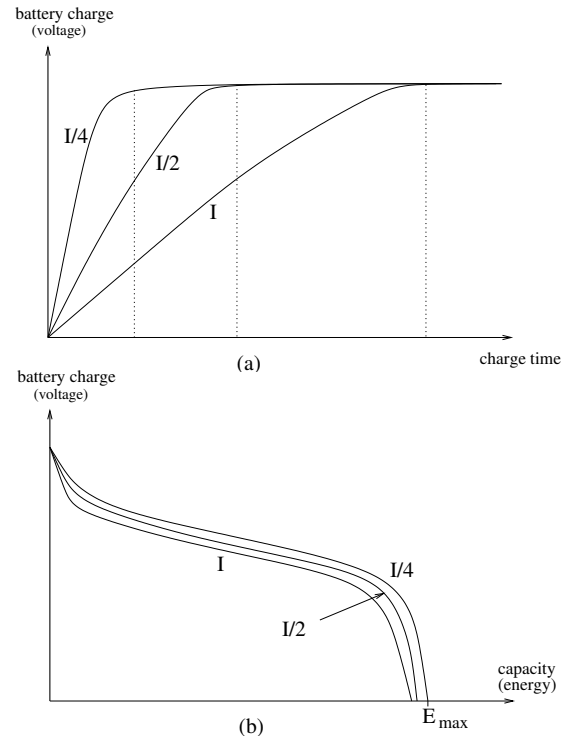 battery charge
(voltage)
I/4
I/2
I
(a)
charge time
battery charge
(voltage)
I
I/4
I/2
capacity
(energy)
E max
(b)